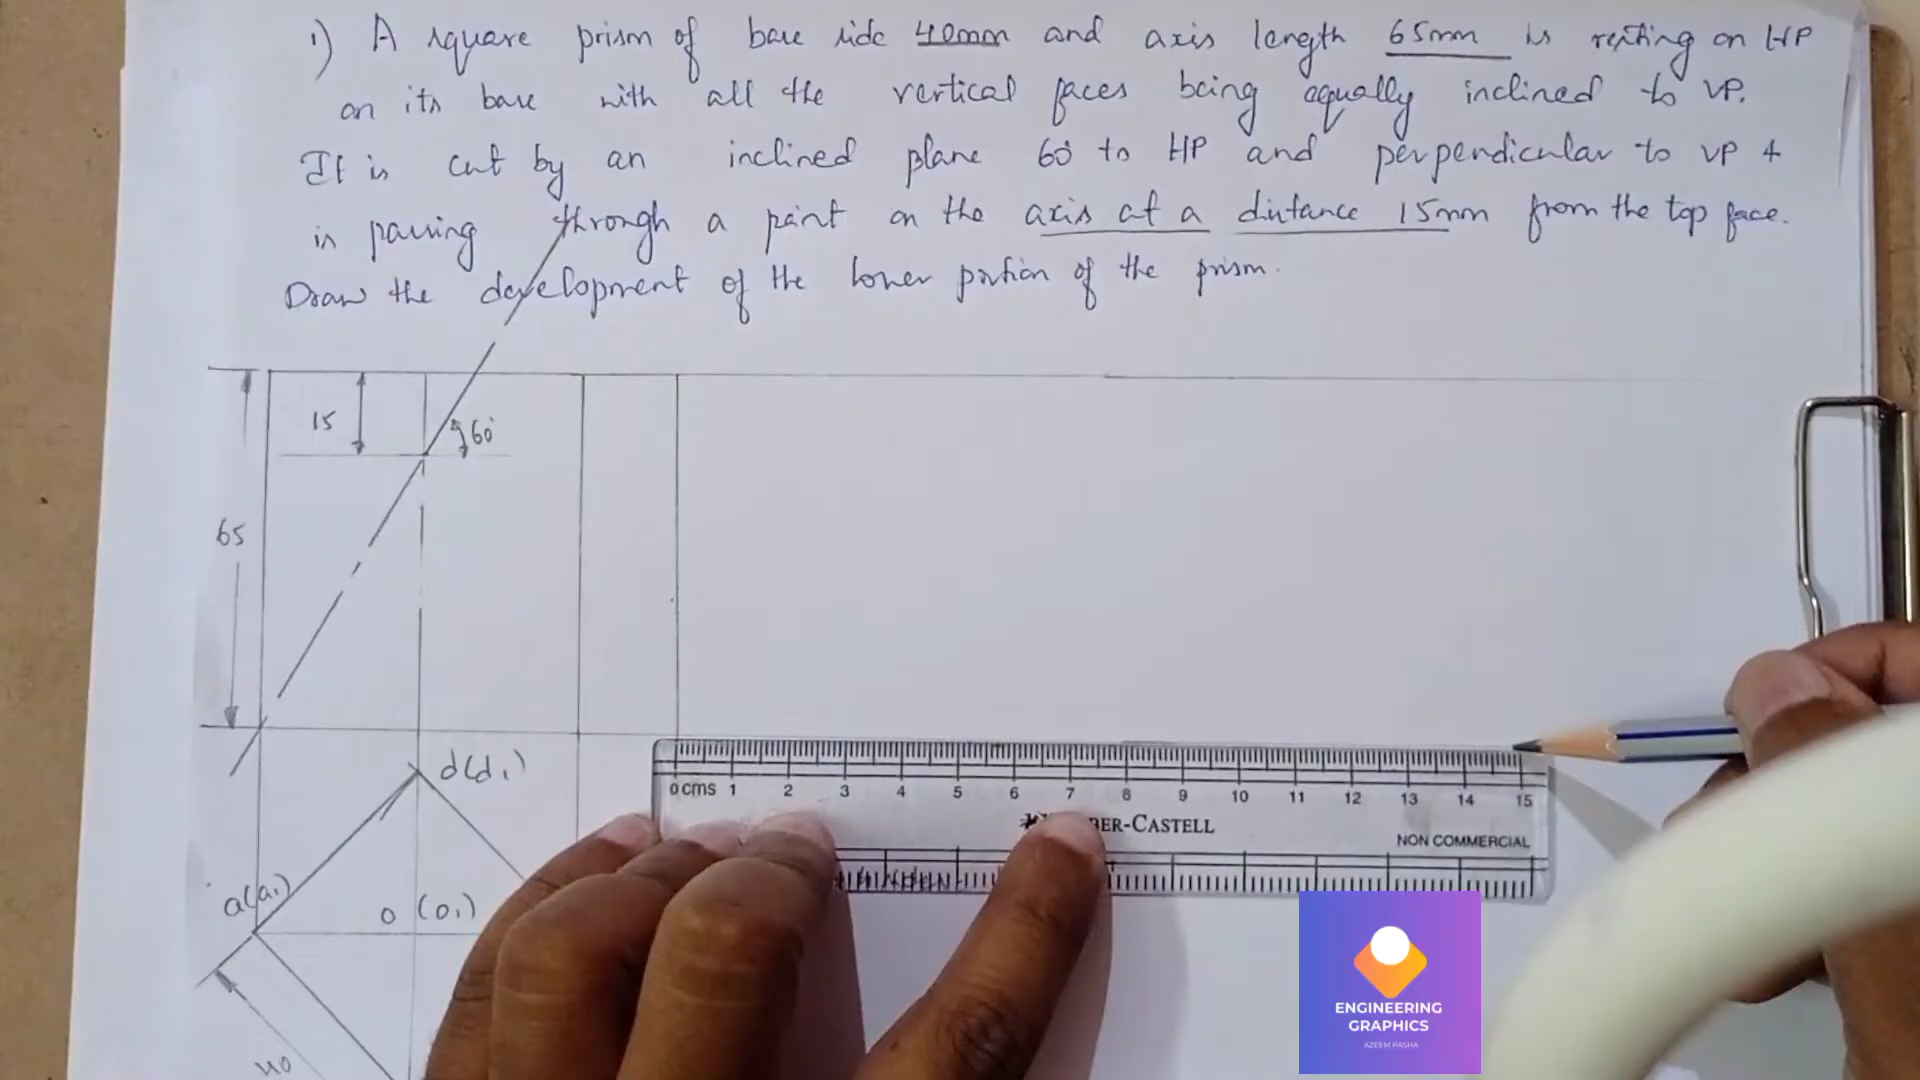 1) A square prism of base side 40mm and axis length 65mm is resting on HP
on its base with all the vertical faces being equally inclined to VP.
It is cut by an inclined plane 60° to HP and perpendicular to VP &
is passing through a point on the axis at a distance 15mm from the top face.
Draw the development of the lower portion of the prism.
15
60°
65
d(d1)
a(a1)
o (o1)
40
0 cms 1 2 3 4 5 6 7 8 9 10 11 12 13 14 15
BER-CASTELL
NON COMMERCIAL
ENGINEERING
GRAPHICS
AZEEM PASHA